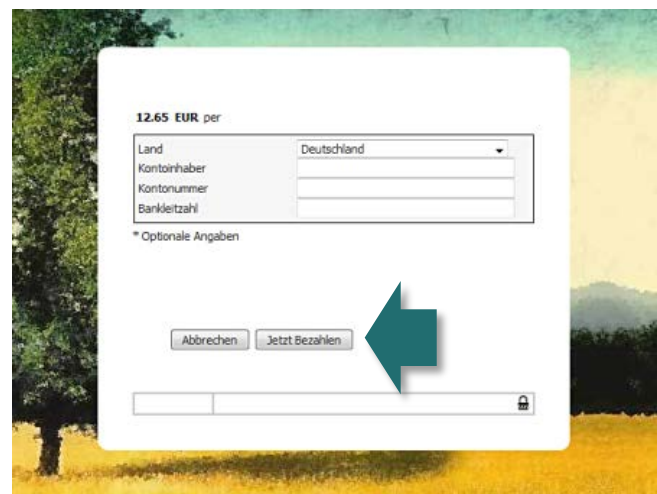 12.65 EUR per
Land Deutschland
Kontoinhaber
Kontonummer
Bankleitzahl
* Optionale Angaben
Abbrechen Jetzt Bezahlen